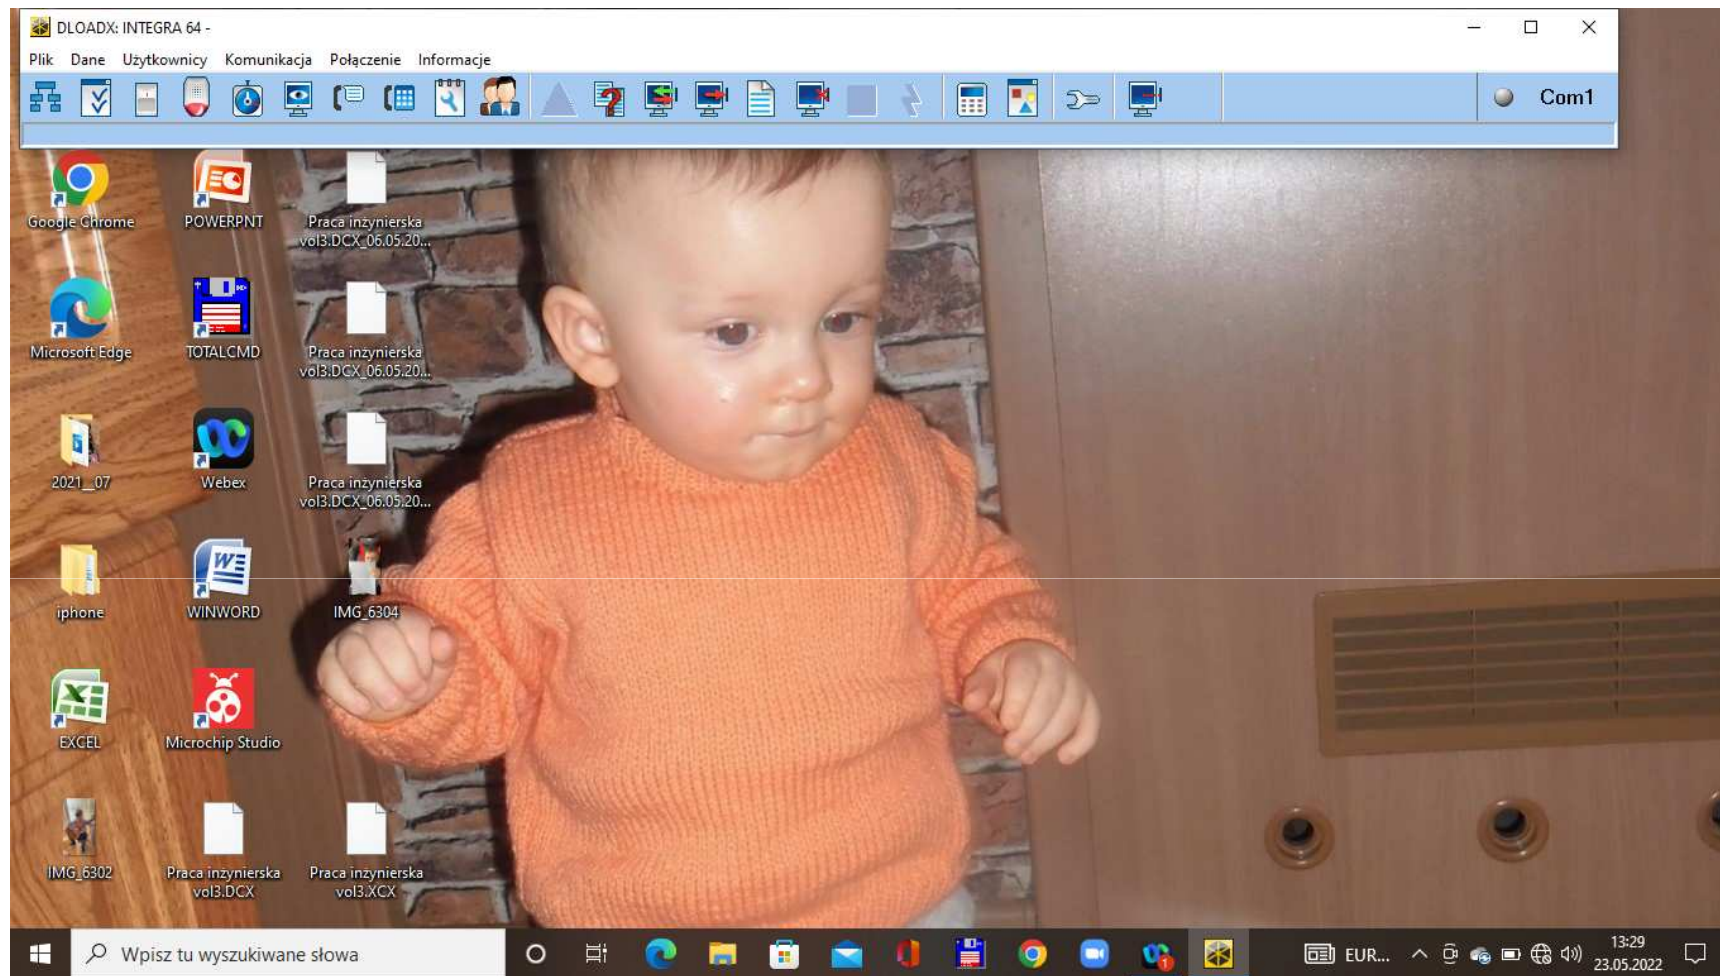 DLOADX: INTEGRA 64 -
Plik Dane Użytkownicy Komunikacja Połączenie Informacje
Com1
Google Chrome
POWERPNT
Praca inżynierska
vol3.DCX_06.05.20...
Microsoft Edge
TOTALCMD
Praca inżynierska
vol3.DCX_06.05.20...
2021__07
Webex
Praca inżynierska
vol3.DCX_06.05.20...
iphone
WINWORD
IMG_6304
EXCEL
Microchip Studio
IMG_6302
Praca inżynierska
vol3.DCX
Praca inżynierska
vol3.XCX
Wpisz tu wyszukiwane słowa
EUR...
13:29
23.05.2022